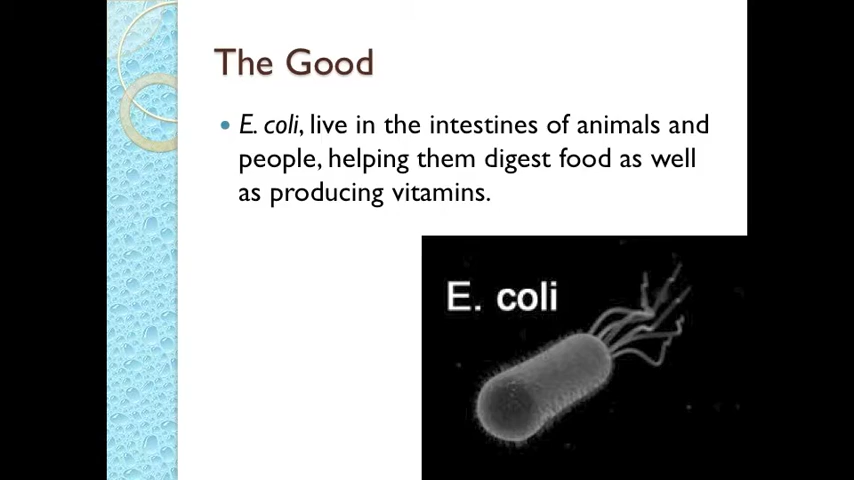 The Good
E. coli, live in the intestines of animals and
people, helping them digest food as well
as producing vitamins.
E. coli